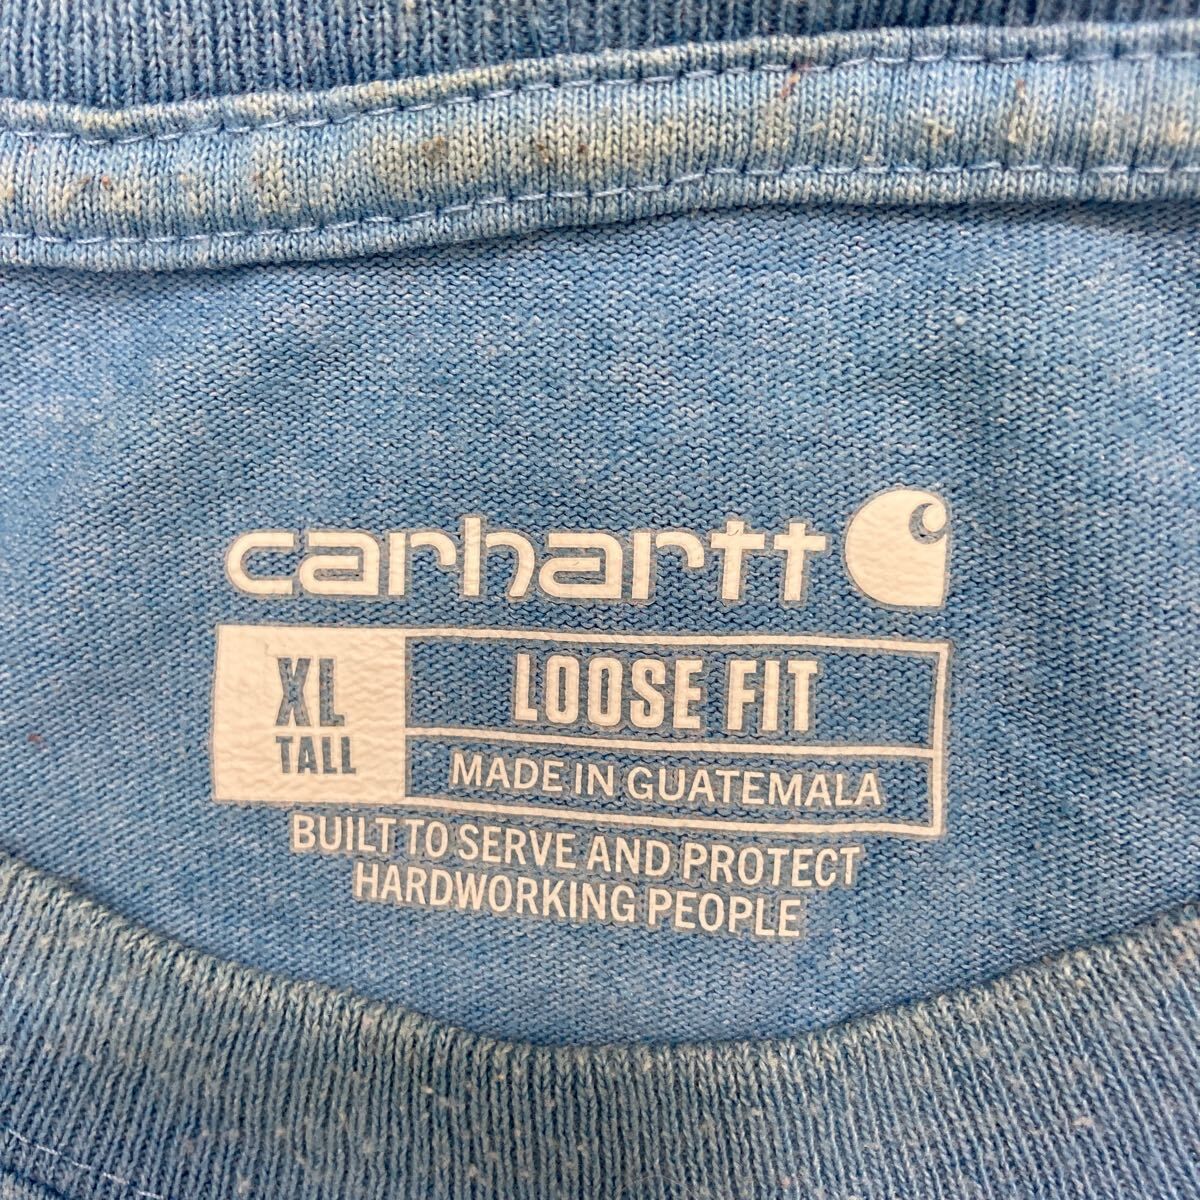 carhartt
XL
TALL
LOOSE FIT
MADE IN GUATEMALA
BUILT TO SERVE AND PROTECT
HARDWORKING PEOPLE